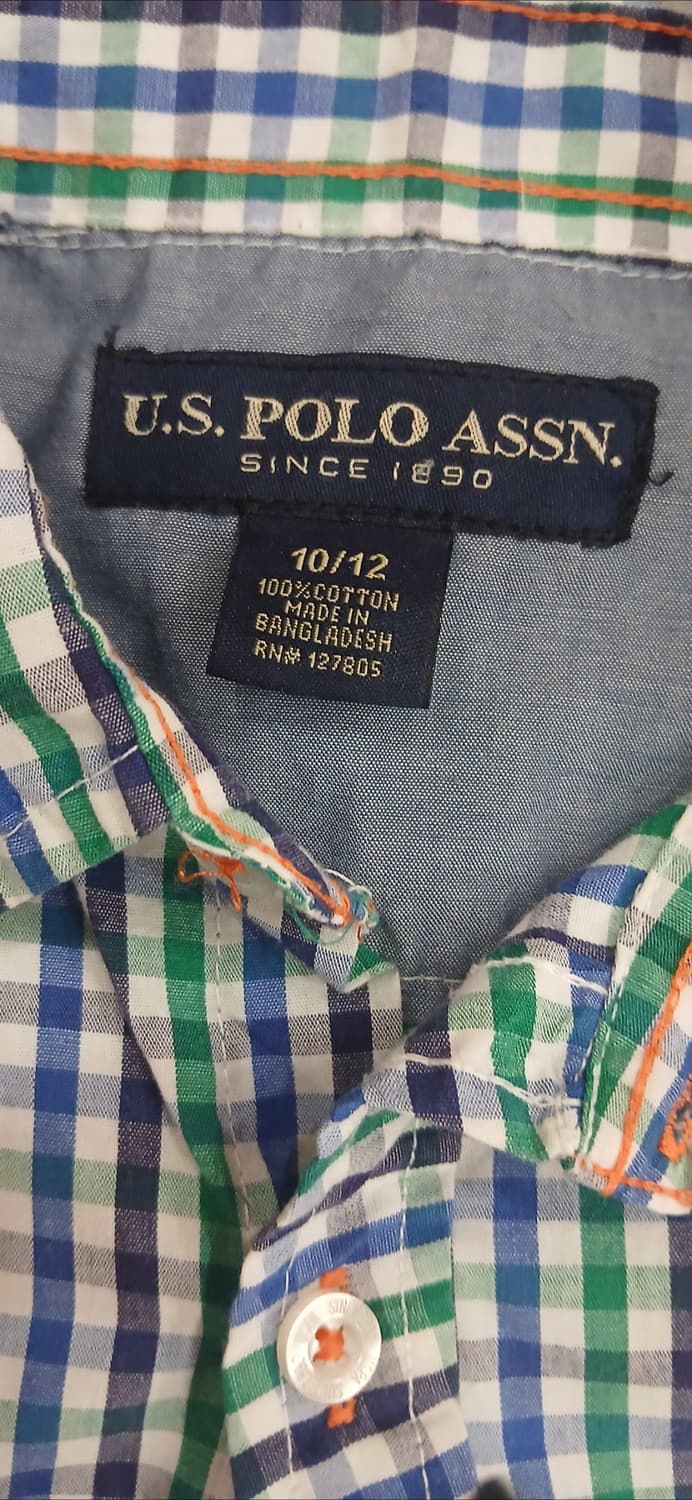 U.S. POLO ASSN.
SINCE 1890
10/12
100%COTTON
MADE IN
BANGLADESH
RN# 127805